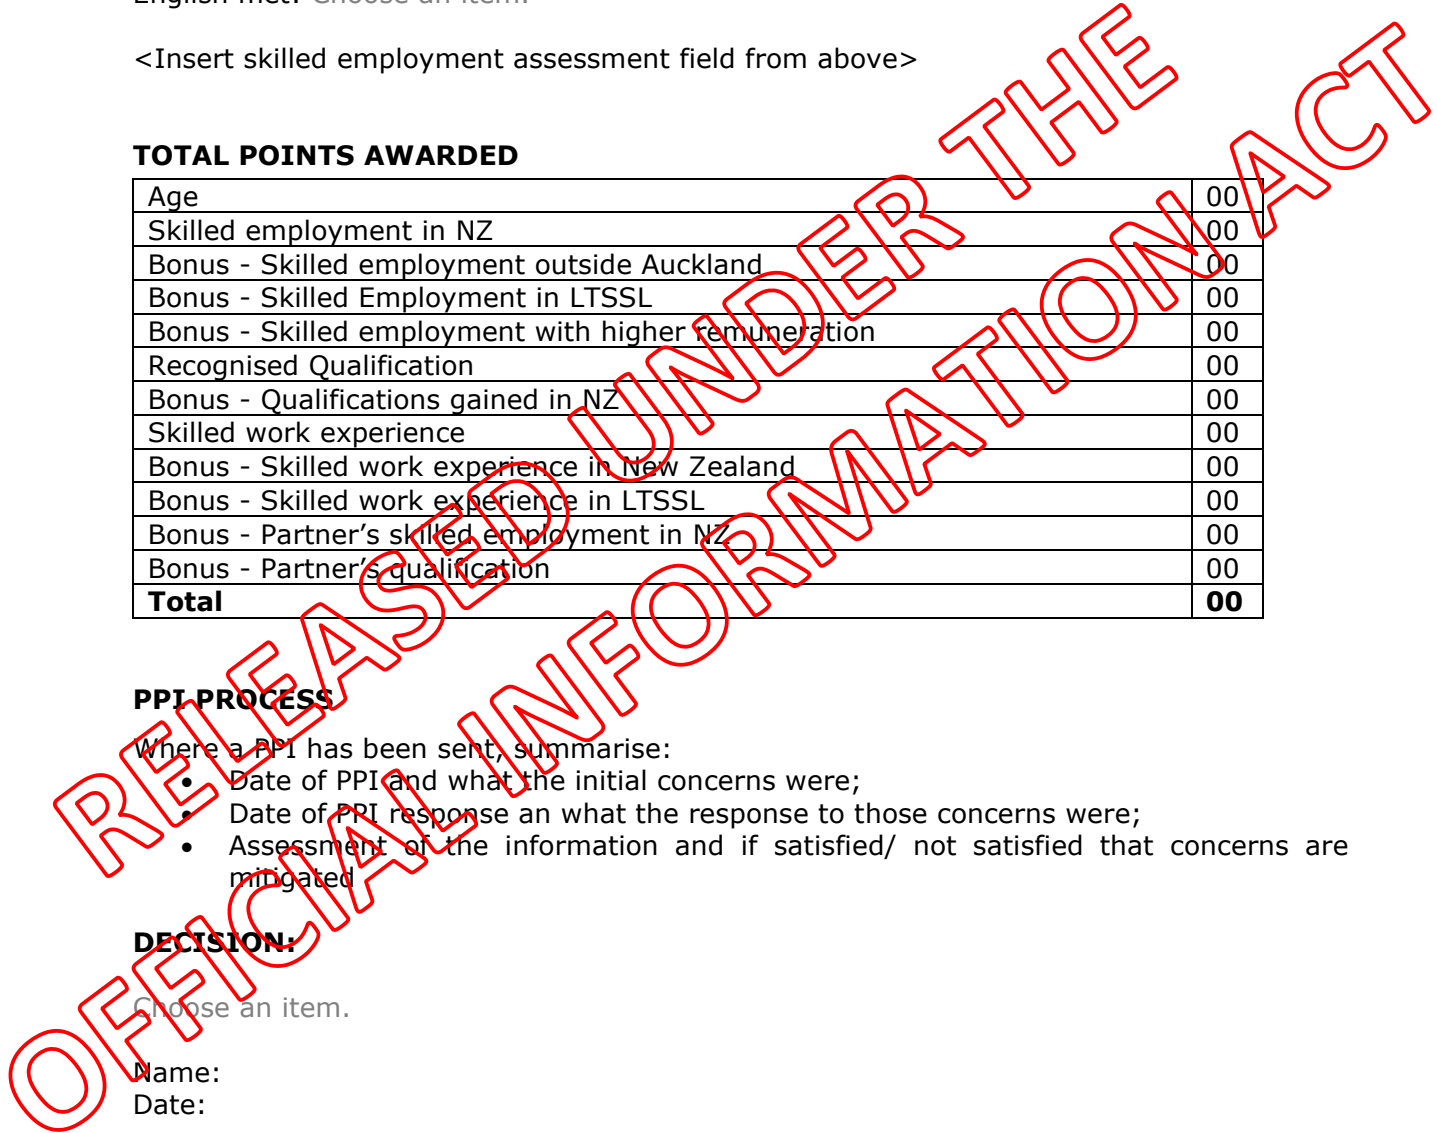 English met: Choose an item.
<Insert skilled employment assessment field from above>
TOTAL POINTS AWARDED
Age 00
Skilled employment in NZ 00
Bonus - Skilled employment outside Auckland 00
Bonus - Skilled Employment in LTSSL 00
Bonus - Skilled employment with higher remuneration 00
Recognised Qualification 00
Bonus - Qualifications gained in NZ 00
Skilled work experience 00
Bonus - Skilled work experience in New Zealand 00
Bonus - Skilled work experience in LTSSL 00
Bonus - Partner’s skilled employment in NZ 00
Bonus - Partner’s qualification 00
Total 00
PPI PROCESS
Where a PPI has been sent, summarise:
• Date of PPI and what the initial concerns were;
• Date of PPI response an what the response to those concerns were;
• Assessment of the information and if satisfied/ not satisfied that concerns are
mitigated
DECISION:
Choose an item.
Name:
Date:
RELEASED UNDER THE
OFFICIAL INFORMATION ACT